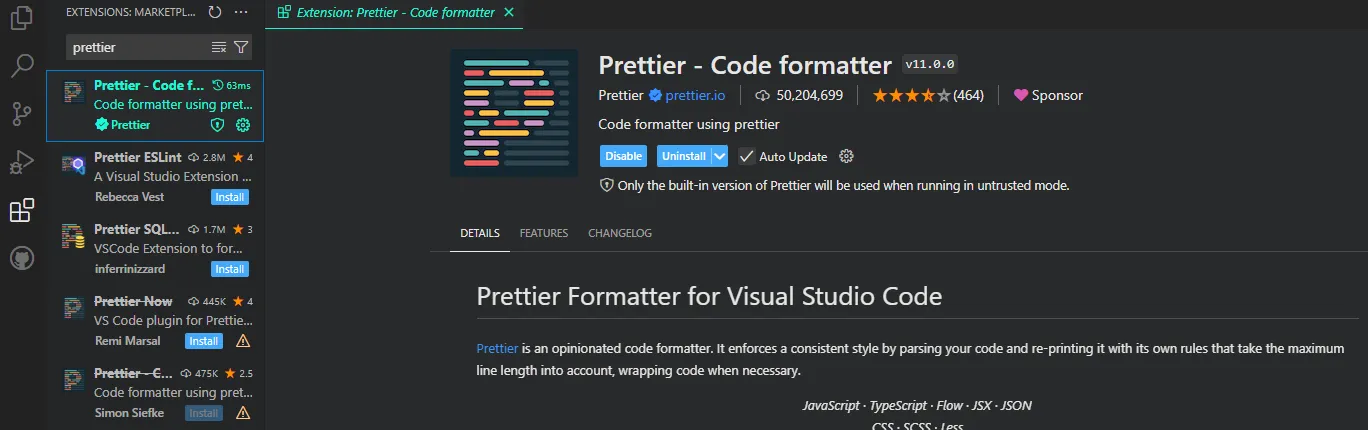 EXTENSIONS: MARKETPL...
prettier
Prettier - Code f... 63ms
Code formatter using pret...
Prettier
Prettier ESLint 2.8M 4
A Visual Studio Extension ...
Rebecca Vest Install
Prettier SQL... 1.7M 3
VSCode Extension to for...
inferrinizzard Install
Prettier Now 445K 4
VS Code plugin for Prettie...
Remi Marsal Install
Prettier - C... 475K 2.5
Code formatter using pret...
Simon Siefke Install
Extension: Prettier - Code formatter
Prettier - Code formatter v11.0.0
Prettier prettier.io 50,204,699 (464) Sponsor
Code formatter using prettier
Disable Uninstall Auto Update
Only the built-in version of Prettier will be used when running in untrusted mode.
DETAILS FEATURES CHANGELOG
Prettier Formatter for Visual Studio Code
Prettier is an opinionated code formatter. It enforces a consistent style by parsing your code and re-printing it with its own rules that take the maximum
line length into account, wrapping code when necessary.
JavaScript · TypeScript · Flow · JSX · JSON
CSS · SCSS · Less